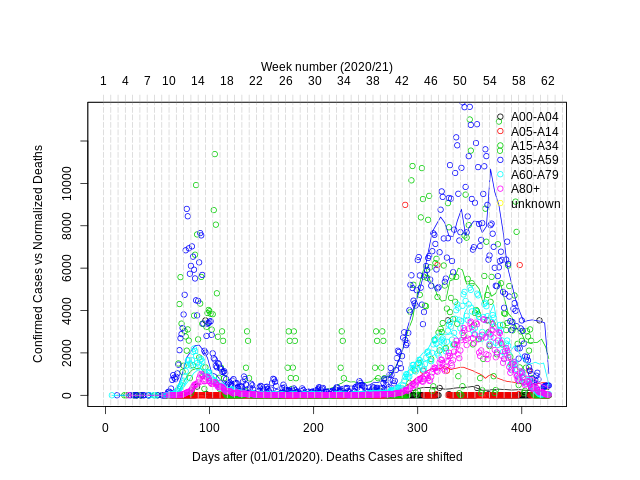 Week number (2020/21)
1 4 7 10 14 18 22 26 30 34 38 42 46 50 54 58 62
Confirmed Cases vs Normalized Deaths
10000
8000
6000
4000
2000
0
A00-A04
A05-A14
A15-A34
A35-A59
A60-A79
A80+
unknown
0 100 200 300 400
Days after (01/01/2020). Deaths Cases are shifted